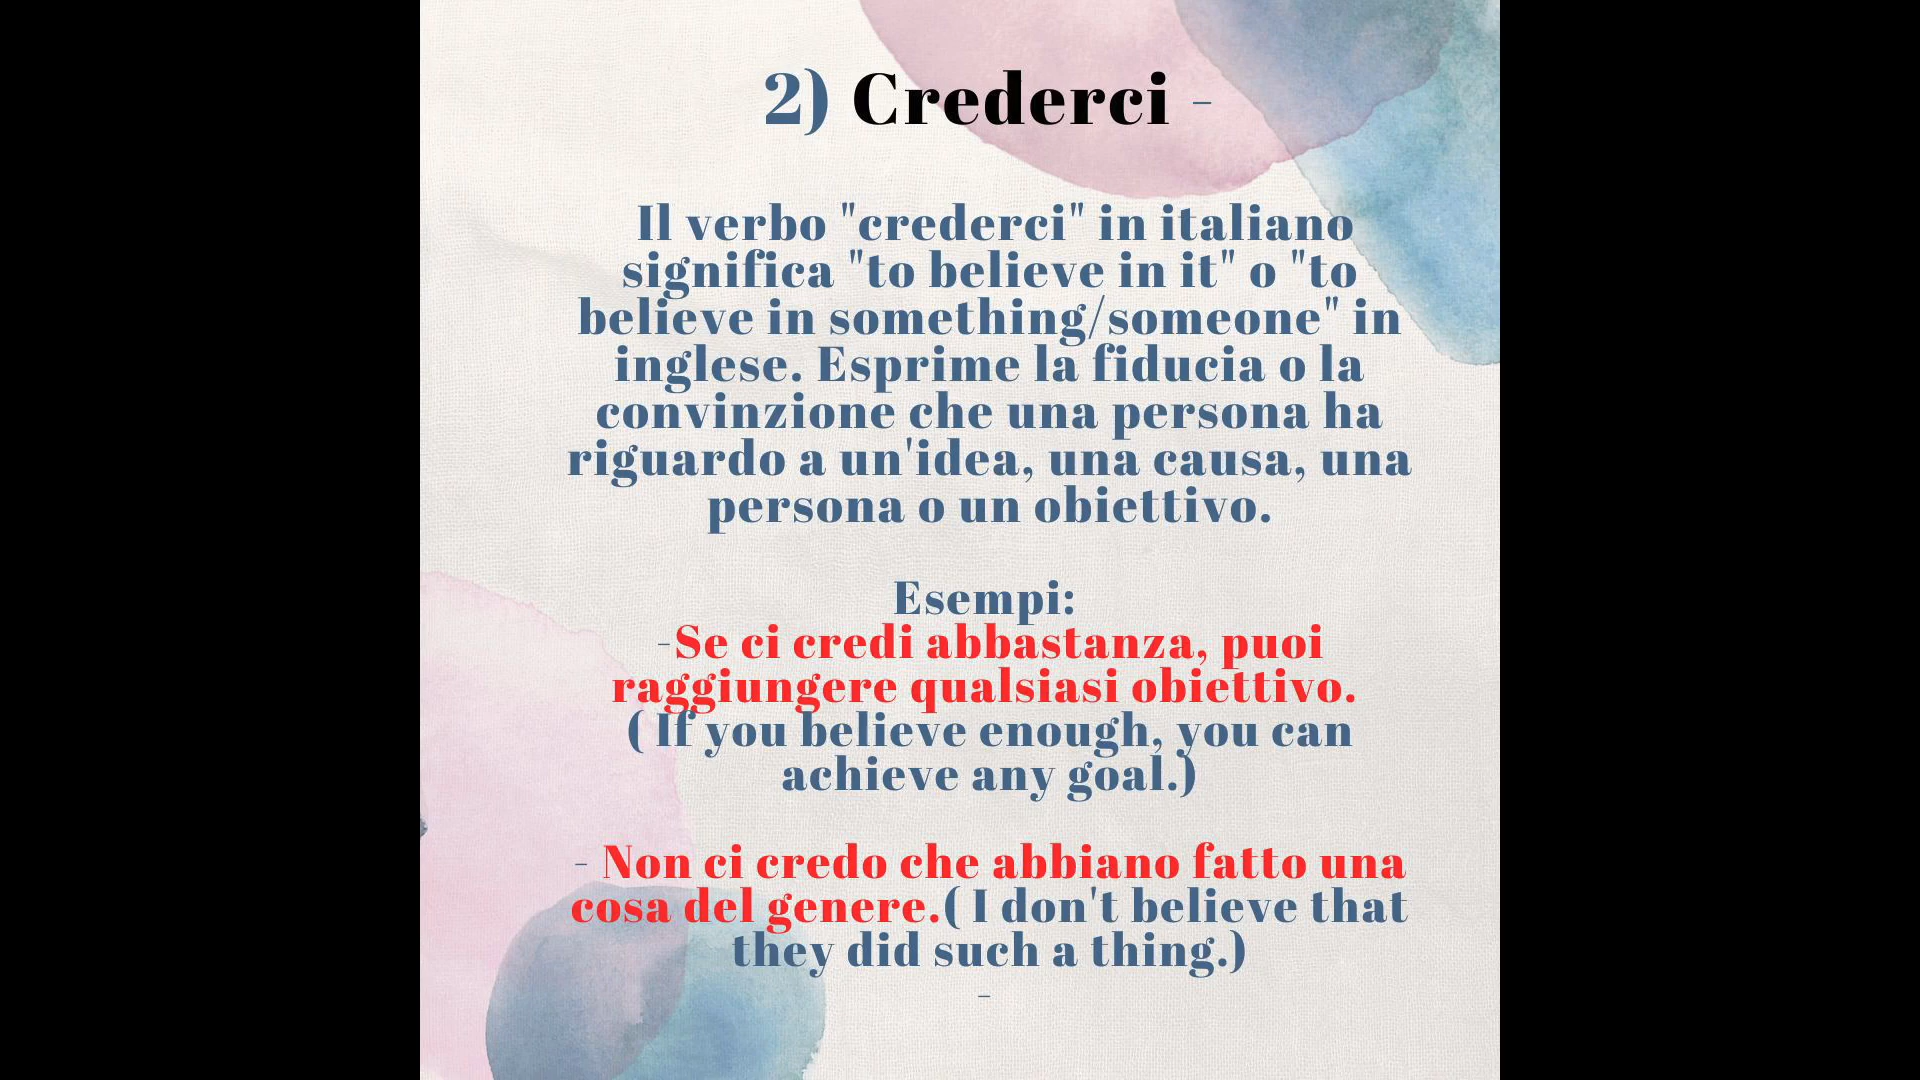 2) Crederci -
Il verbo "crederci" in italiano
significa "to believe in it" o "to
believe in something/someone" in
inglese. Esprime la fiducia o la
convinzione che una persona ha
riguardo a un'idea, una causa, una
persona o un obiettivo.
Esempi:
-Se ci credi abbastanza, puoi
raggiungere qualsiasi obiettivo.
( If you believe enough, you can
achieve any goal.)
- Non ci credo che abbiano fatto una
cosa del genere.( I don't believe that
they did such a thing.)
-